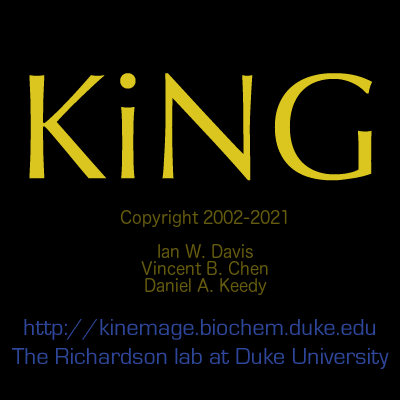 KiNG
Copyright 2002-2021
Ian W. Davis
Vincent B. Chen
Daniel A. Keedy
http://kinemage.biochem.duke.edu
The Richardson lab at Duke University